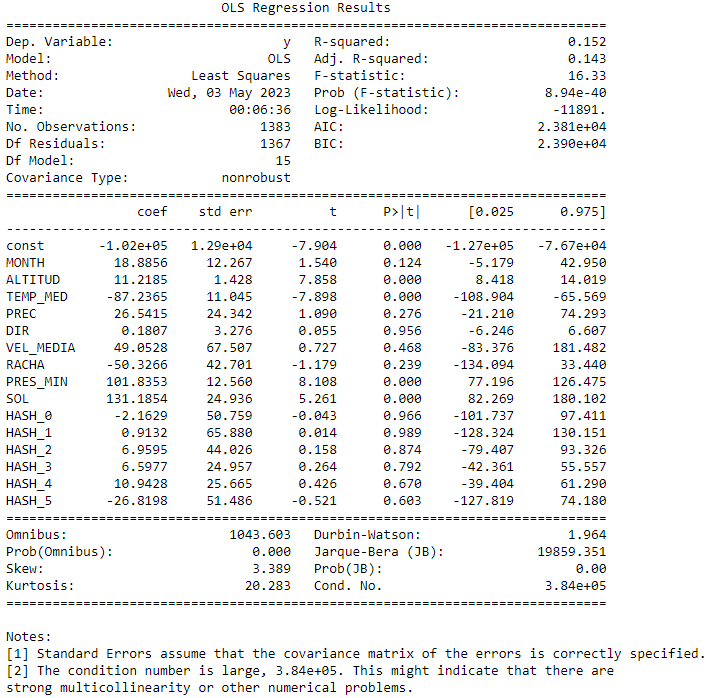 OLS Regression Results
==============================================================================
Dep. Variable: y R-squared: 0.152
Model: OLS Adj. R-squared: 0.143
Method: Least Squares F-statistic: 16.33
Date: Wed, 03 May 2023 Prob (F-statistic): 8.94e-40
Time: 00:06:36 Log-Likelihood: -11891.
No. Observations: 1383 AIC: 2.381e+04
Df Residuals: 1367 BIC: 2.390e+04
Df Model: 15
Covariance Type: nonrobust
==============================================================================
coef std err t P>|t| [0.025 0.975]
------------------------------------------------------------------------------
const -1.02e+05 1.29e+04 -7.904 0.000 -1.27e+05 -7.67e+04
MONTH 18.8856 12.267 1.540 0.124 -5.179 42.950
ALTITUD 11.2185 1.428 7.858 0.000 8.418 14.019
TEMP_MED -87.2365 11.045 -7.898 0.000 -108.904 -65.569
PREC 26.5415 24.342 1.090 0.276 -21.210 74.293
DIR 0.1807 3.276 0.055 0.956 -6.246 6.607
VEL_MEDIA 49.0528 67.507 0.727 0.468 -83.376 181.482
RACHA -50.3266 42.701 -1.179 0.239 -134.094 33.440
PRES_MIN 101.8353 12.560 8.108 0.000 77.196 126.475
SOL 131.1854 24.936 5.261 0.000 82.269 180.102
HASH_0 -2.1629 50.759 -0.043 0.966 -101.737 97.411
HASH_1 0.9132 65.880 0.014 0.989 -128.324 130.151
HASH_2 6.9595 44.026 0.158 0.874 -79.407 93.326
HASH_3 6.5977 24.957 0.264 0.792 -42.361 55.557
HASH_4 10.9428 25.665 0.426 0.670 -39.404 61.290
HASH_5 -26.8198 51.486 -0.521 0.603 -127.819 74.180
==============================================================================
Omnibus: 1043.603 Durbin-Watson: 1.964
Prob(Omnibus): 0.000 Jarque-Bera (JB): 19859.351
Skew: 3.389 Prob(JB): 0.00
Kurtosis: 20.283 Cond. No. 3.84e+05
==============================================================================
Notes:
[1] Standard Errors assume that the covariance matrix of the errors is correctly specified.
[2] The condition number is large, 3.84e+05. This might indicate that there are
strong multicollinearity or other numerical problems.